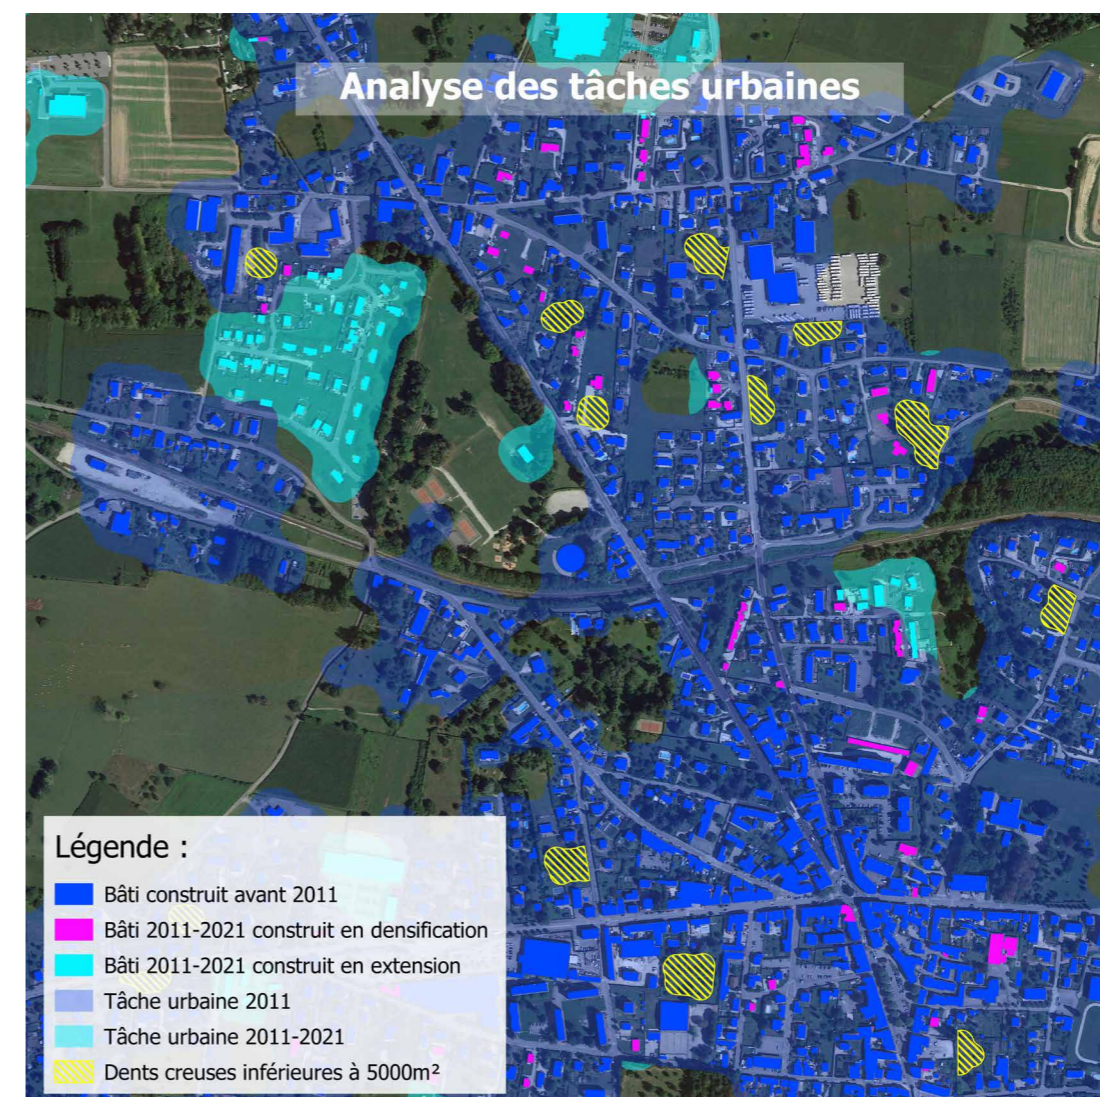 Analyse des tâches urbaines
Légende :
Bâti construit avant 2011
Bâti 2011-2021 construit en densification
Bâti 2011-2021 construit en extension
Tâche urbaine 2011
Tâche urbaine 2011-2021
Dents creuses inférieures à 5000m²